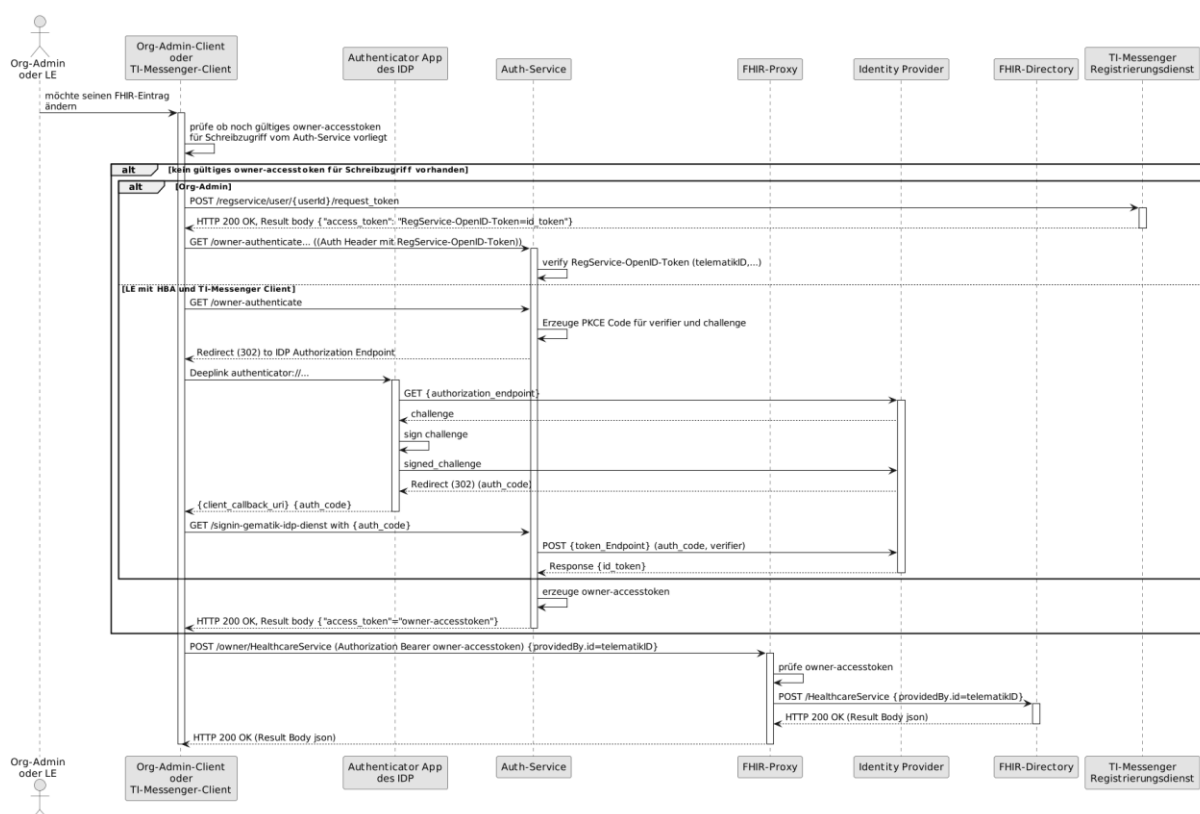 Org-Admin
oder LE
Org-Admin-Client
oder
TI-Messenger-Client
Authenticator App
des IDP
Auth-Service
FHIR-Proxy
Identity Provider
FHIR-Directory
TI-Messenger
Registrierungsdienst
möchte seinen FHIR-Eintrag
ändern
prüfe ob noch gültiges owner-accesstoken
für Schreibzugriff vom Auth-Service vorliegt
alt [kein gültiges owner-accesstoken für Schreibzugriff vorhanden]
alt [Org-Admin]
POST /regservice/user/{userId}/request_token
HTTP 200 OK, Result body {"access_token": "RegService-OpenID-Token=id_token"}
GET /owner-authenticate... ((Auth Header mit RegService-OpenID-Token))
verify RegService-OpenID-Token (telematikID,...)
[LE mit HBA und TI-Messenger Client]
GET /owner-authenticate
Erzeuge PKCE Code für verifier und challenge
Redirect (302) to IDP Authorization Endpoint
Deeplink authenticator://...
GET {authorization_endpoint}
challenge
sign challenge
signed_challenge
Redirect (302) (auth_code)
{client_callback_uri} {auth_code}
GET /signin-gematik-idp-dienst with {auth_code}
POST {token_Endpoint} (auth_code, verifier)
Response {id_token}
erzeuge owner-accesstoken
HTTP 200 OK, Result body {"access_token"="owner-accesstoken"}
POST /owner/HealthcareService (Authorization Bearer owner-accesstoken) {providedBy.id=telematikID}
prüfe owner-accesstoken
POST /HealthcareService {providedBy.id=telematikID}
HTTP 200 OK (Result Body json)
HTTP 200 OK (Result Body json)
Org-Admin
oder LE
Org-Admin-Client
oder
TI-Messenger-Client
Authenticator App
des IDP
Auth-Service
FHIR-Proxy
Identity Provider
FHIR-Directory
TI-Messenger
Registrierungsdienst